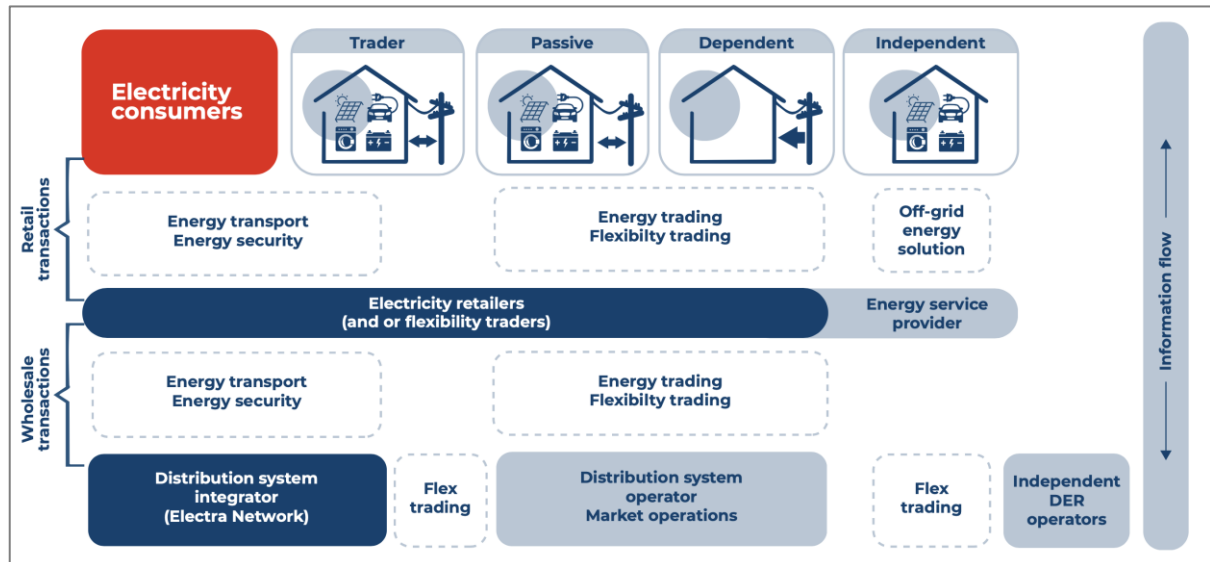 Electricity
consumers
Trader
Passive
Dependent
Independent
Retail
transactions
Energy transport
Energy security
Energy trading
Flexibilty trading
Off-grid
energy
solution
Electricity retailers
(and or flexibility traders)
Energy service
provider
Wholesale
transactions
Energy transport
Energy security
Energy trading
Flexibilty trading
Distribution system
integrator
(Electra Network)
Flex
trading
Distribution system
operator
Market operations
Flex
trading
Independent
DER
operators
Information flow